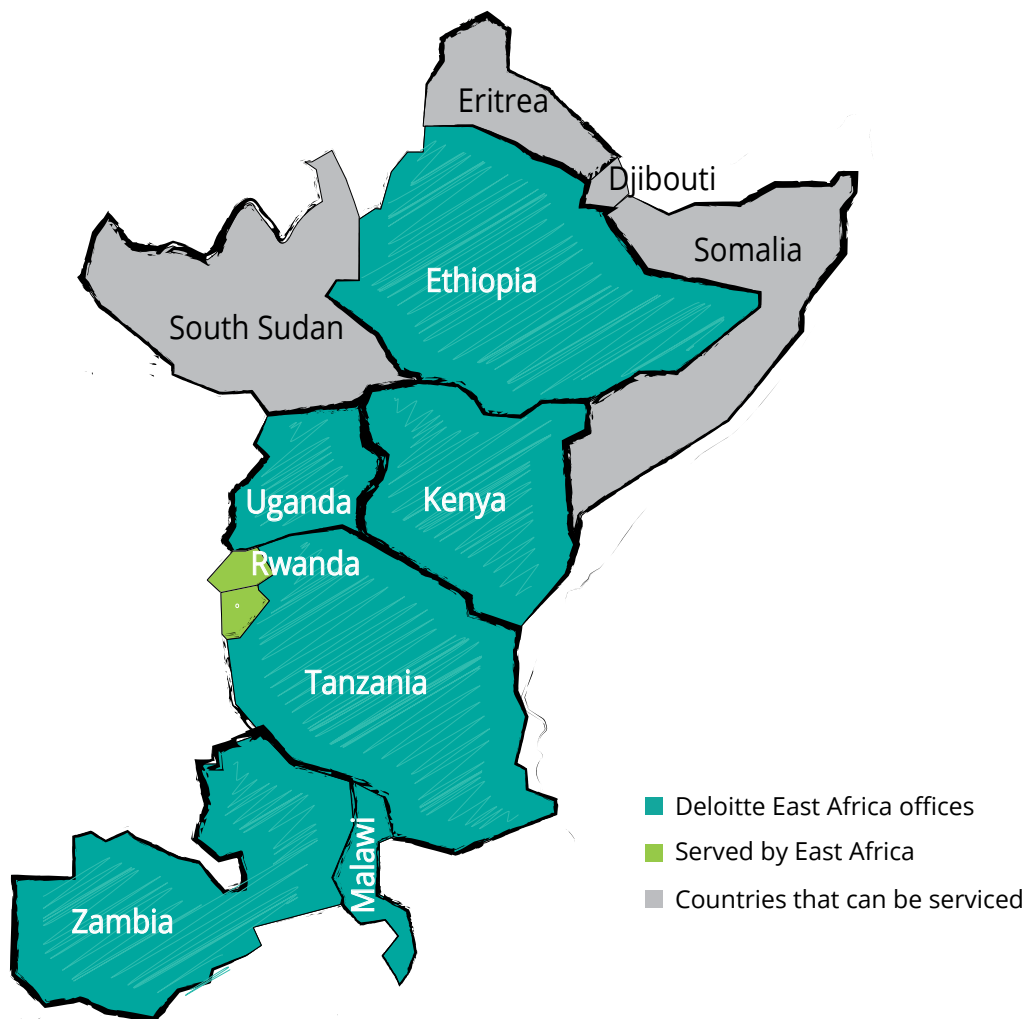 Eritrea
Djibouti
Somalia
Ethiopia
South Sudan
Uganda
Kenya
Rwanda
Tanzania
Malawi
Zambia
Deloitte East Africa offices
Served by East Africa
Countries that can be serviced